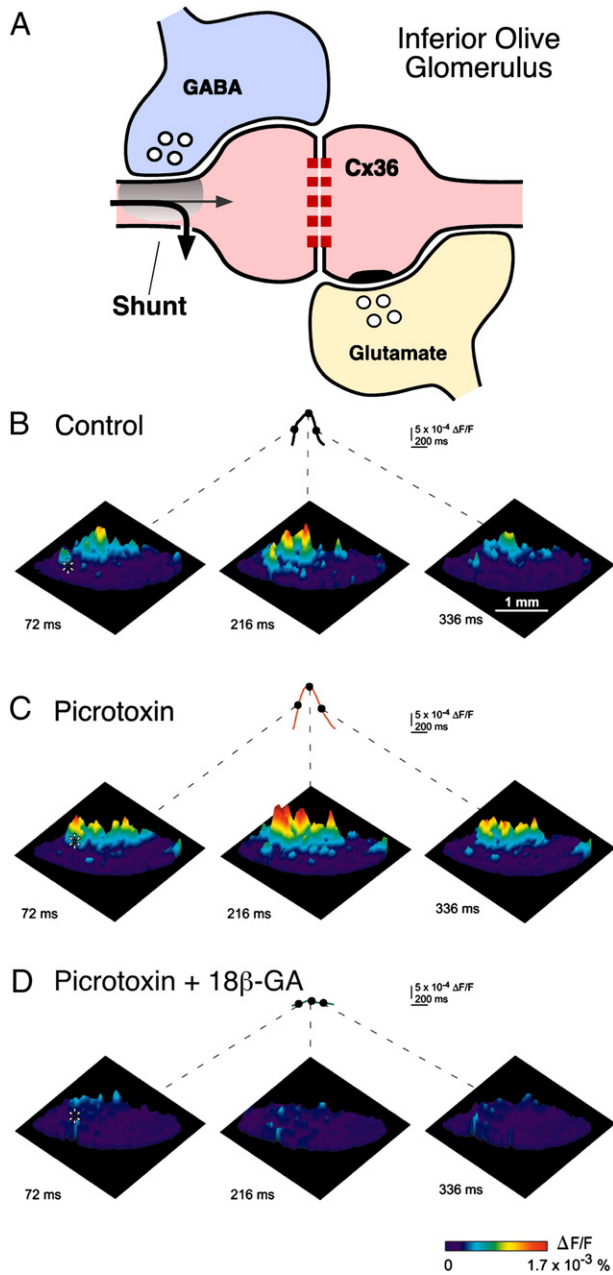 A
Inferior Olive
Glomerulus
GABA
Cx36
Shunt
Glutamate
B Control
5 x 10⁻⁴ ΔF/F
200 ms
72 ms
216 ms
336 ms
1 mm
C Picrotoxin
5 x 10⁻⁴ ΔF/F
200 ms
72 ms
216 ms
336 ms
D Picrotoxin + 18β-GA
5 x 10⁻⁴ ΔF/F
200 ms
72 ms
216 ms
336 ms
ΔF/F
0 1.7 x 10⁻³ %